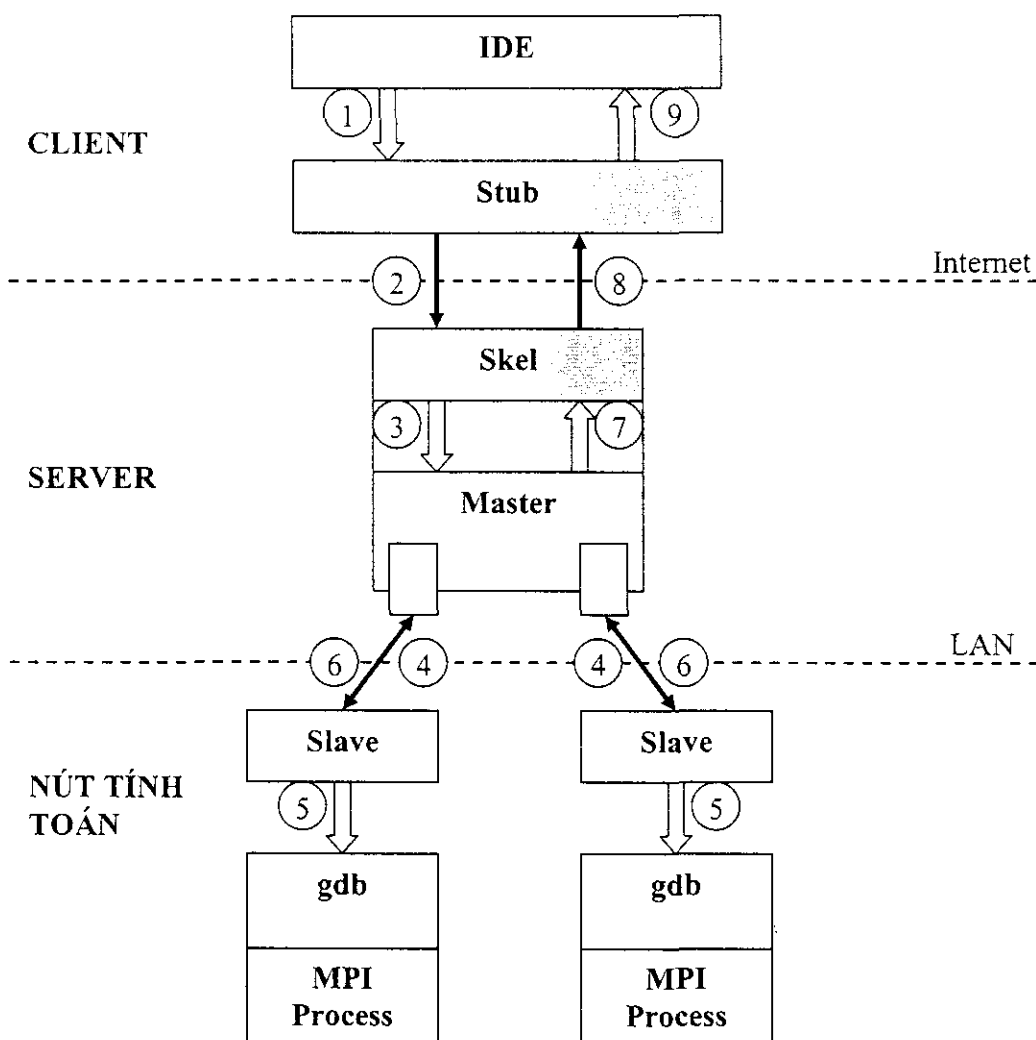 IDE
1
9
CLIENT
Stub
Internet
2
8
Skel
3
7
SERVER
Master
LAN
6
4
4
6
Slave
Slave
NÚT TÍNH
TOÁN
5
5
gdb
gdb
MPI
Process
MPI
Process